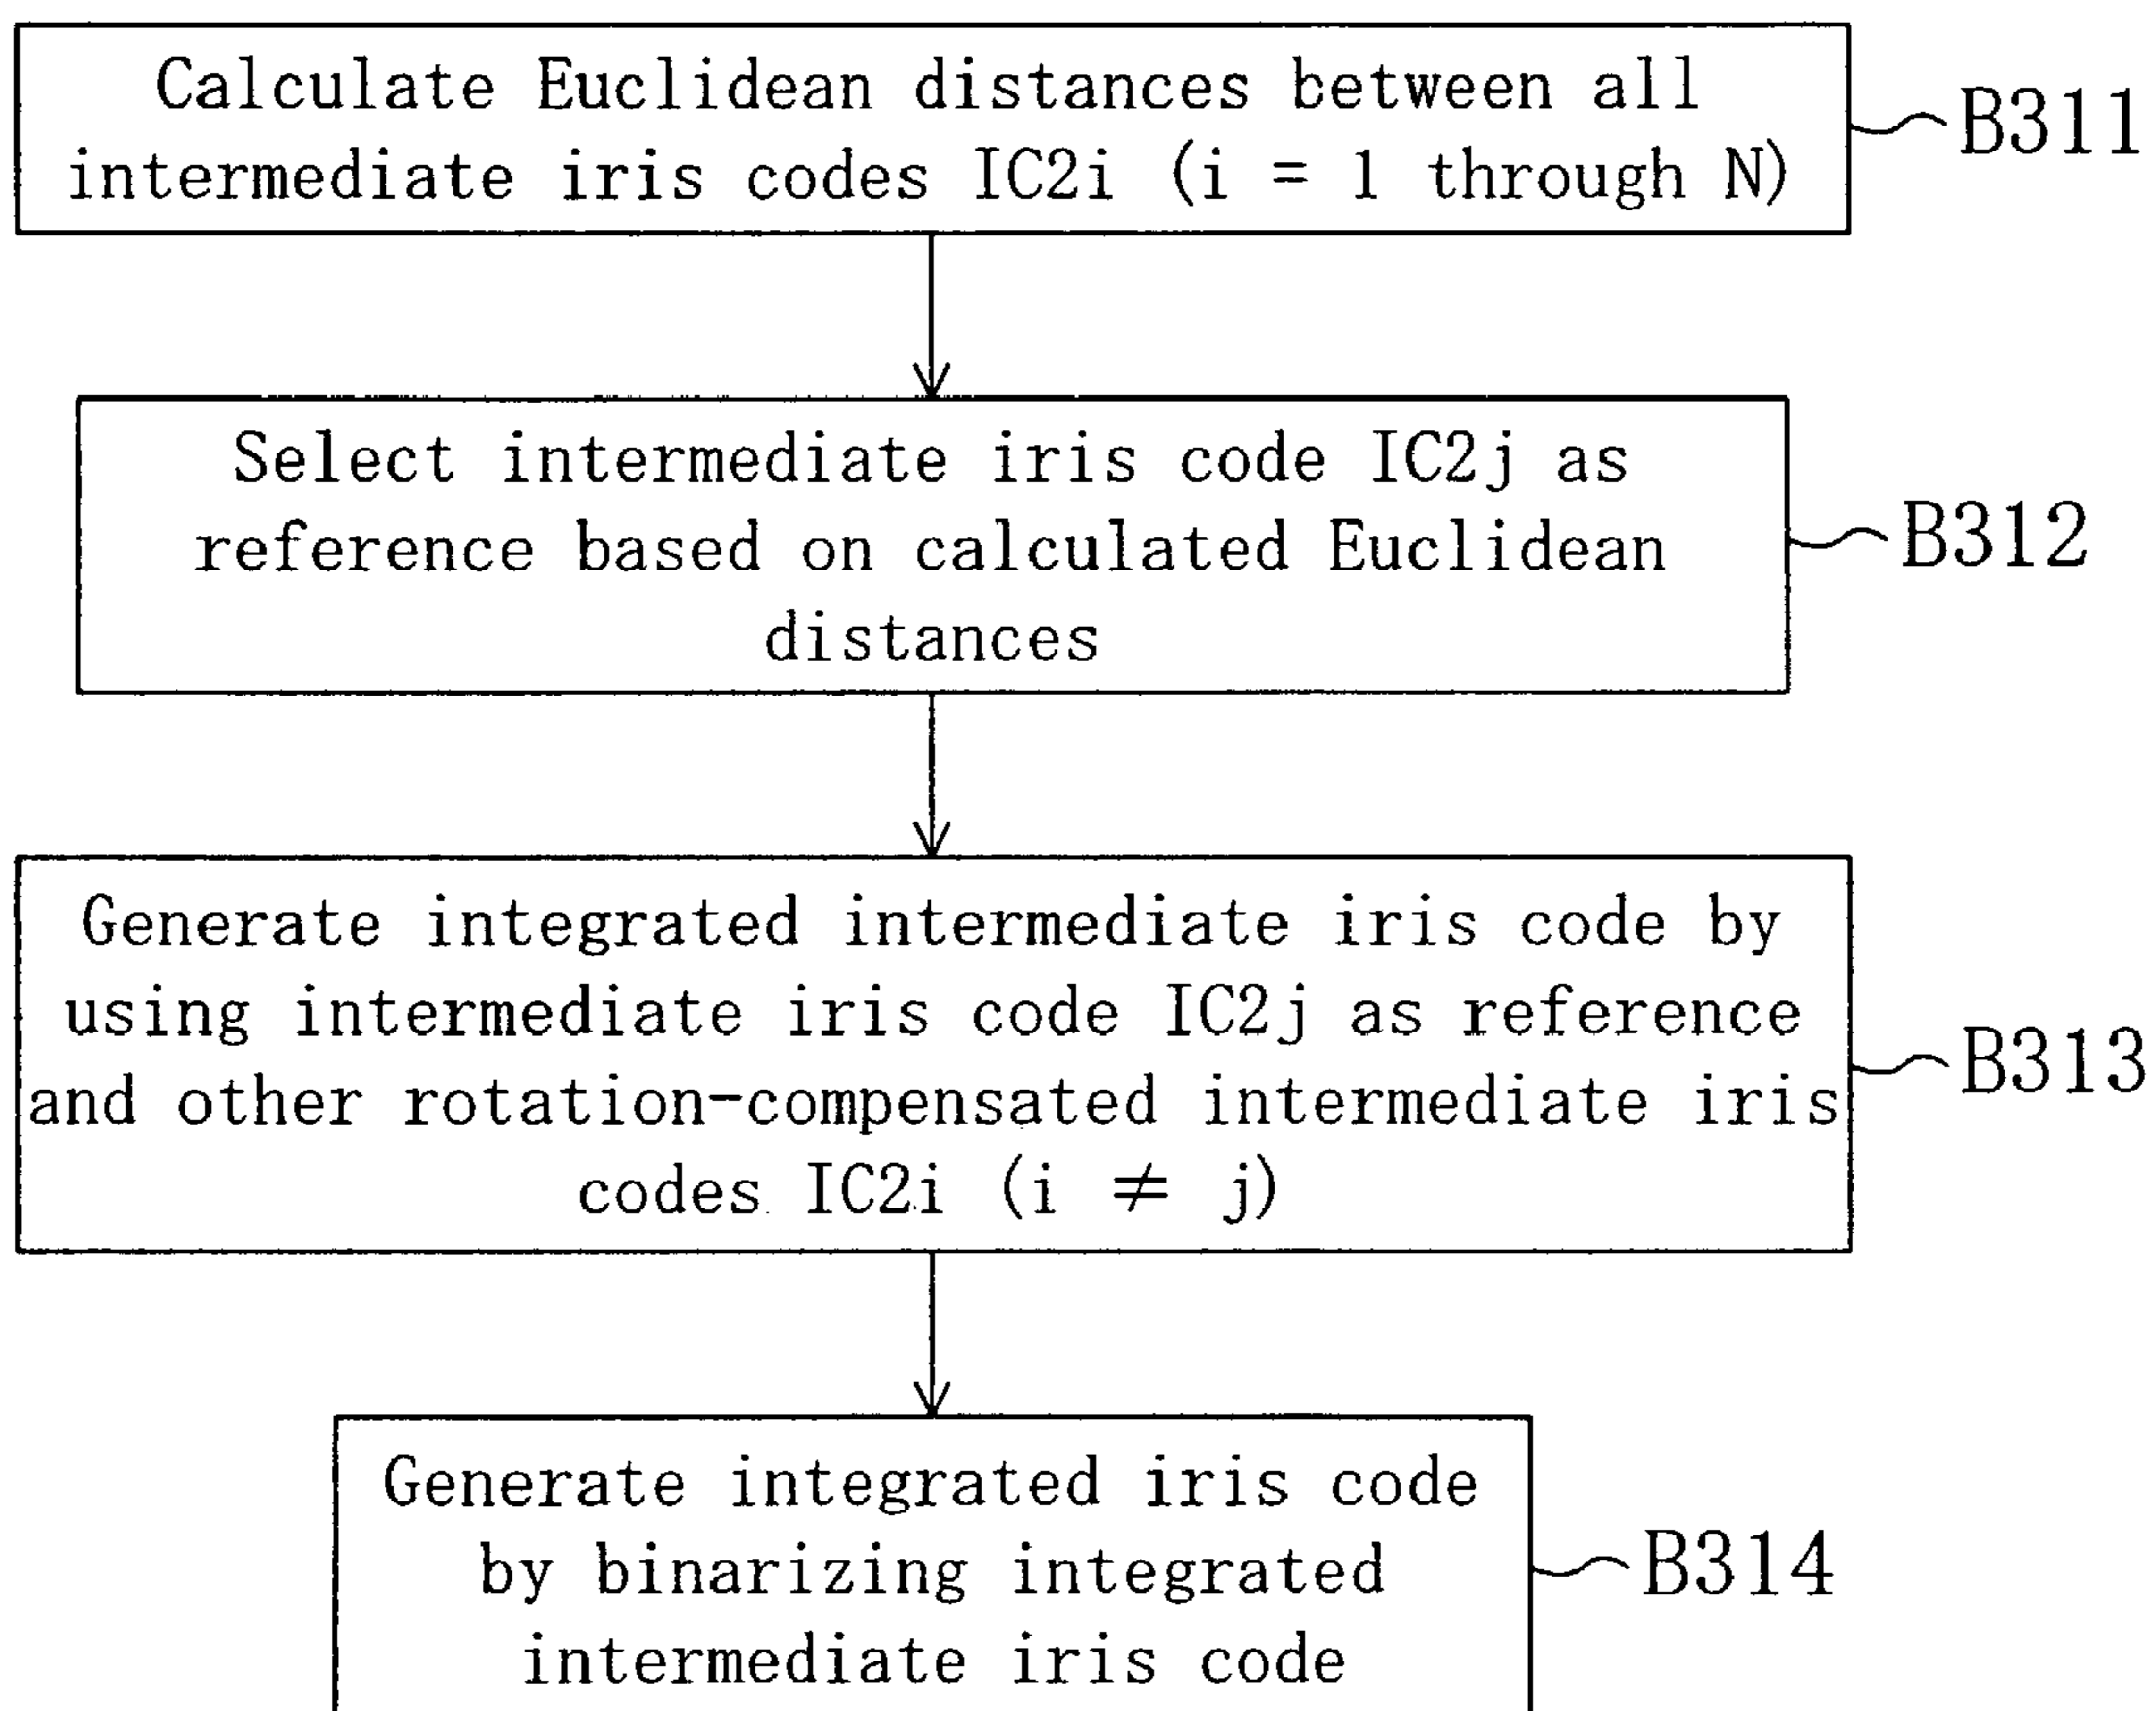 Calculate Euclidean distances between all
intermediate iris codes IC2i (i = 1 through N)
B311
Select intermediate iris code IC2j as
reference based on calculated Euclidean
distances
B312
Generate integrated intermediate iris code by
using intermediate iris code IC2j as reference
and other rotation-compensated intermediate iris
codes IC2i (i ≠ j)
B313
Generate integrated iris code
by binarizing integrated
intermediate iris code
B314